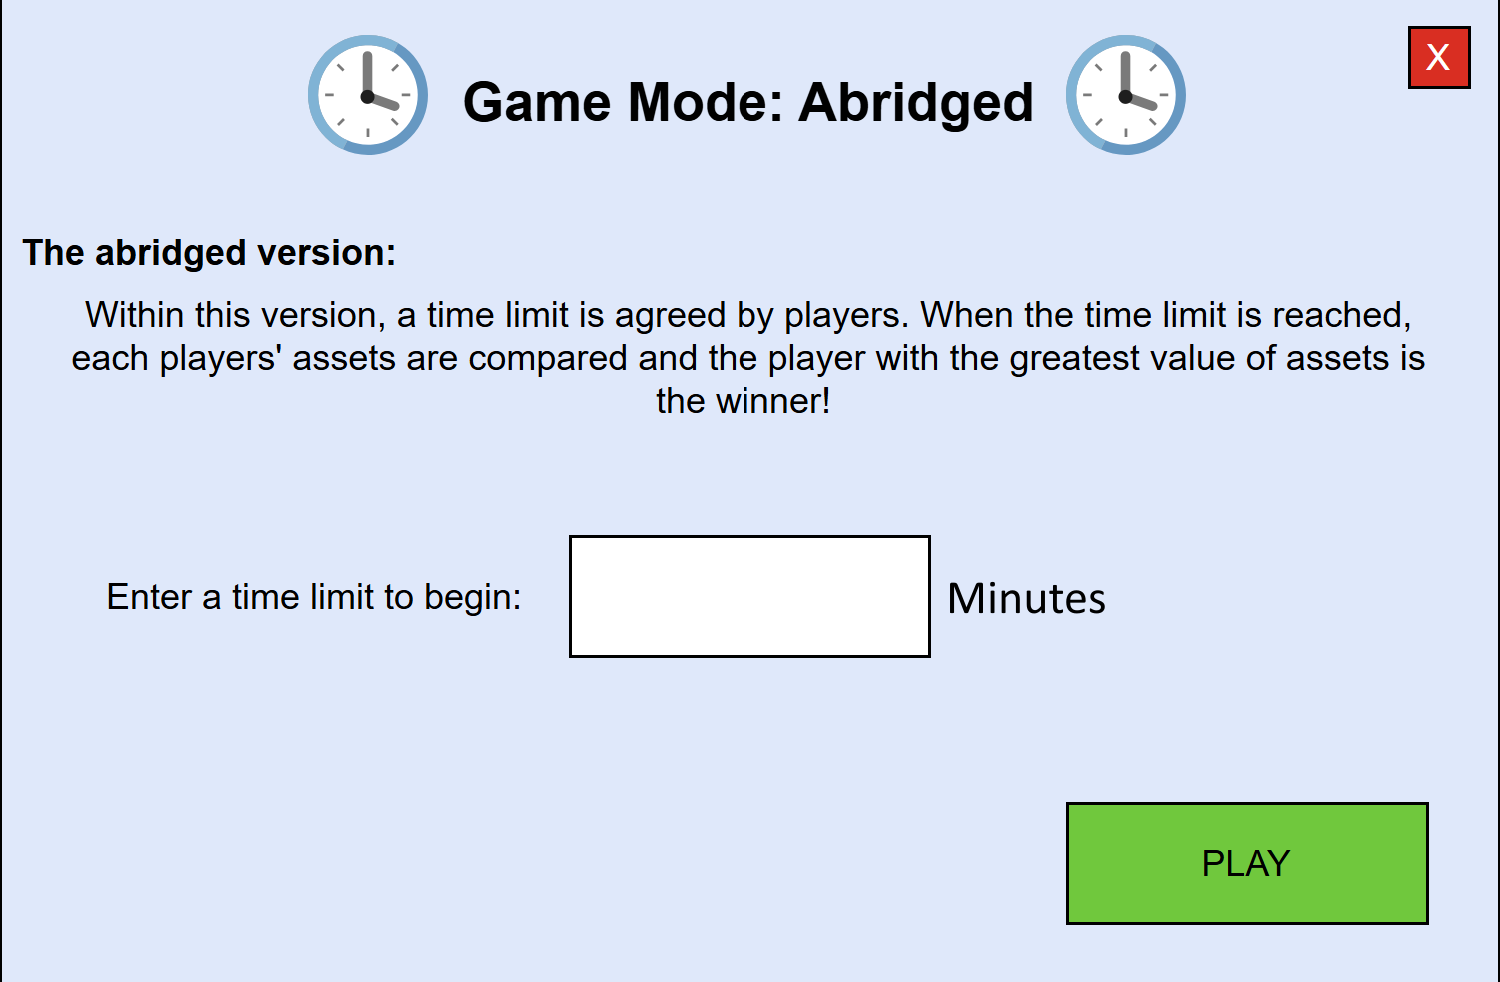 Game Mode: Abridged
X
The abridged version:
Within this version, a time limit is agreed by players. When the time limit is reached,
each players' assets are compared and the player with the greatest value of assets is
the winner!
Enter a time limit to begin:
Minutes
PLAY